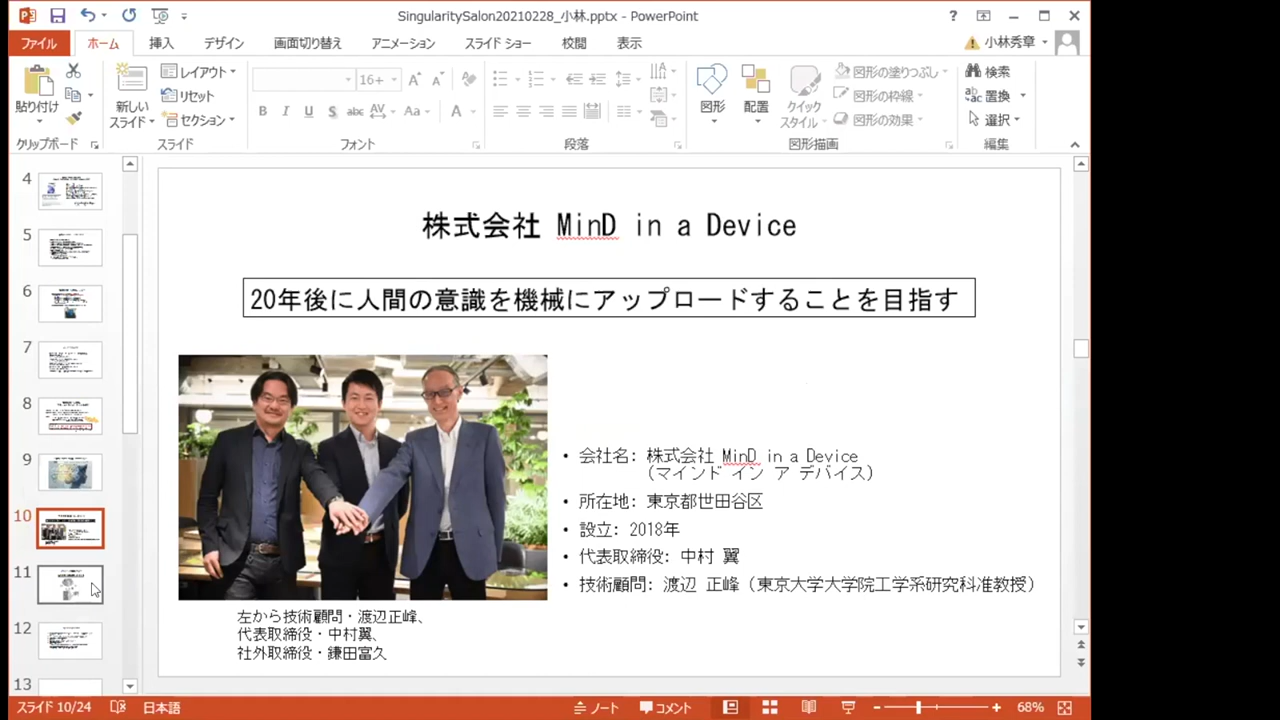 SingularitySalon20210228_小林.pptx - PowerPoint
ファイル ホーム 挿入 デザイン 画面切り替え アニメーション スライド ショー 校閲 表示 小林秀章
貼り付け
新しい
スライド
レイアウト
リセット
セクション
16+
B I U S abc AV Aa A
図形
配置
クイック
スタイル
図形の塗りつぶし
図形の枠線
図形の効果
検索
置換
選択
クリップボード スライド フォント 段落 図形描画 編集
4
5
6
7
8
9
10
11
12
13
株式会社 MinD in a Device
20年後に人間の意識を機械にアップロードすることを目指す
• 会社名: 株式会社 MinD in a Device
(マインド イン ア デバイス)
• 所在地: 東京都世田谷区
• 設立: 2018年
• 代表取締役: 中村 翼
• 技術顧問: 渡辺 正峰 (東京大学大学院工学系研究科准教授)
左から技術顧問・渡辺正峰、
代表取締役・中村翼、
社外取締役・鎌田富久
スライド 10/24 日本語 ノート コメント 68%